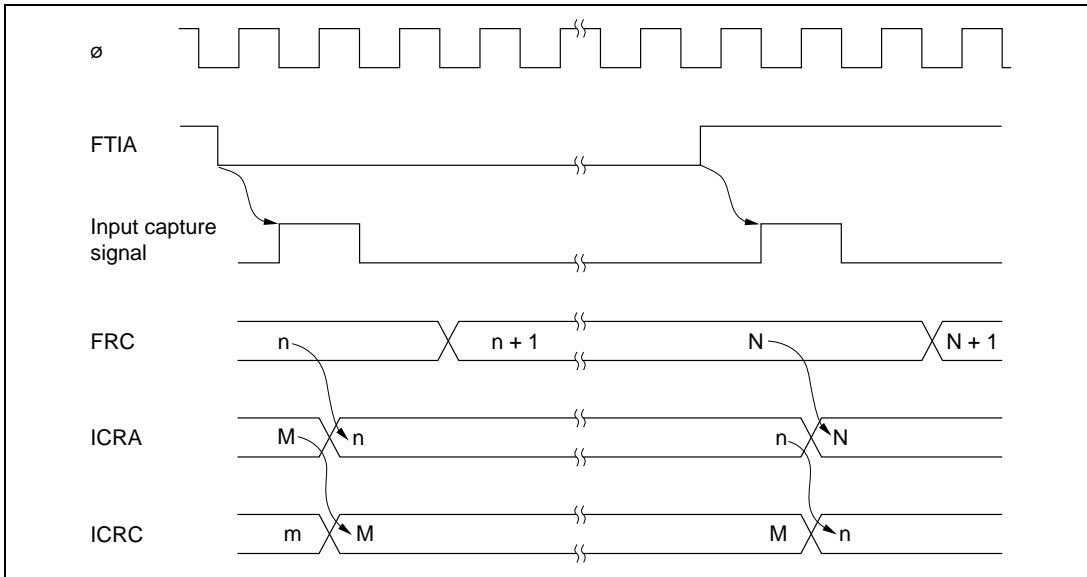 ø
FTIA
Input capture
signal
FRC n n + 1 N N + 1
ICRA M n n N
ICRC m M M n